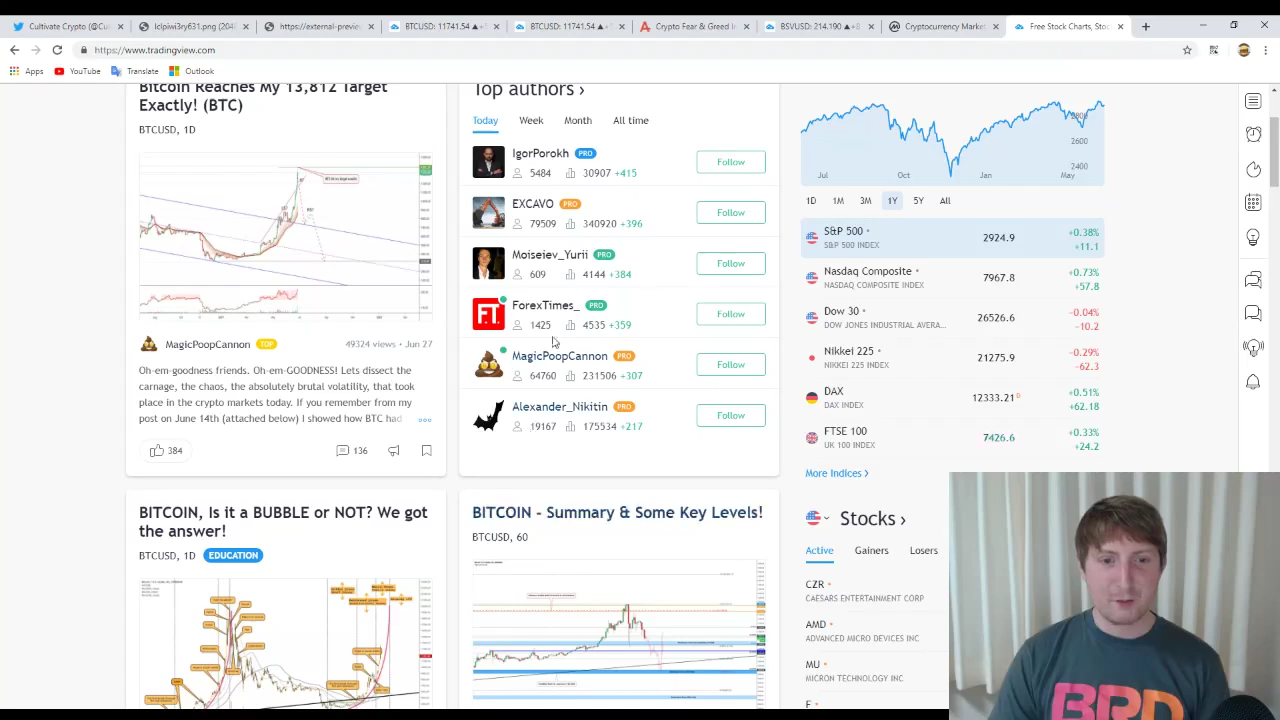 Cultivate Crypto (@Cu
lclpiwi3ry631.png (204
https://external-previe
BTCUSD: 11741.54 ▲+1
BTCUSD: 11741.54 ▲+1
Crypto Fear & Greed In
BSVUSD: 214.190 ▲+8
Cryptocurrency Market
Free Stock Charts, Stoc
https://www.tradingview.com
Apps
YouTube
Translate
Outlook
Bitcoin Reaches My 13,812 Target
Exactly! (BTC)
BTCUSD, 1D
MagicPoopCannon TOP
49324 views • Jun 27
Oh-em-goodness friends. Oh-em-GOODNESS! Lets dissect the
carnage, the chaos, the absolutely brutal volatility, that took
place in the crypto markets today. If you remember from my
post on June 14th (attached below) I showed how BTC had
384
136
BITCOIN, Is it a BUBBLE or NOT? We got
the answer!
BTCUSD, 1D EDUCATION
Top authors ›
Today Week Month All time
IgorPorokh PRO
5484 30907 +415
Follow
EXCAVO PRO
79509 340920 +396
Follow
Moiseiev_Yurii PRO
609 4144 +384
Follow
ForexTimes_ PRO
1425 4535 +359
Follow
MagicPoopCannon PRO
64760 231506 +307
Follow
Alexander_Nikitin PRO
19167 175534 +217
Follow
BITCOIN - Summary & Some Key Levels!
BTCUSD, 60
2800
2600
2400
Jul Oct Jan May
1D 1M 3M 1Y 5Y All
S&P 500
S&P 500 INDEX
2924.9
+0.38%
+11.1
Nasdaq Composite
NASDAQ COMPOSITE INDEX
7967.8
+0.73%
+57.8
Dow 30
DOW JONES INDUSTRIAL AVERA...
26526.6
−0.04%
−10.2
Nikkei 225
NIKKEI 225 INDEX
21275.9
−0.29%
−62.3
DAX
DAX INDEX
12333.21
+0.51%
+62.18
FTSE 100
UK 100 INDEX
7426.6
+0.33%
+24.2
More Indices ›
Stocks ›
Active Gainers Losers
CZR
CAESARS ENTERTAINMENT CORP
AMD
ADVANCED MICRO DEVICES INC
MU
MICRON TECHNOLOGY INC
F